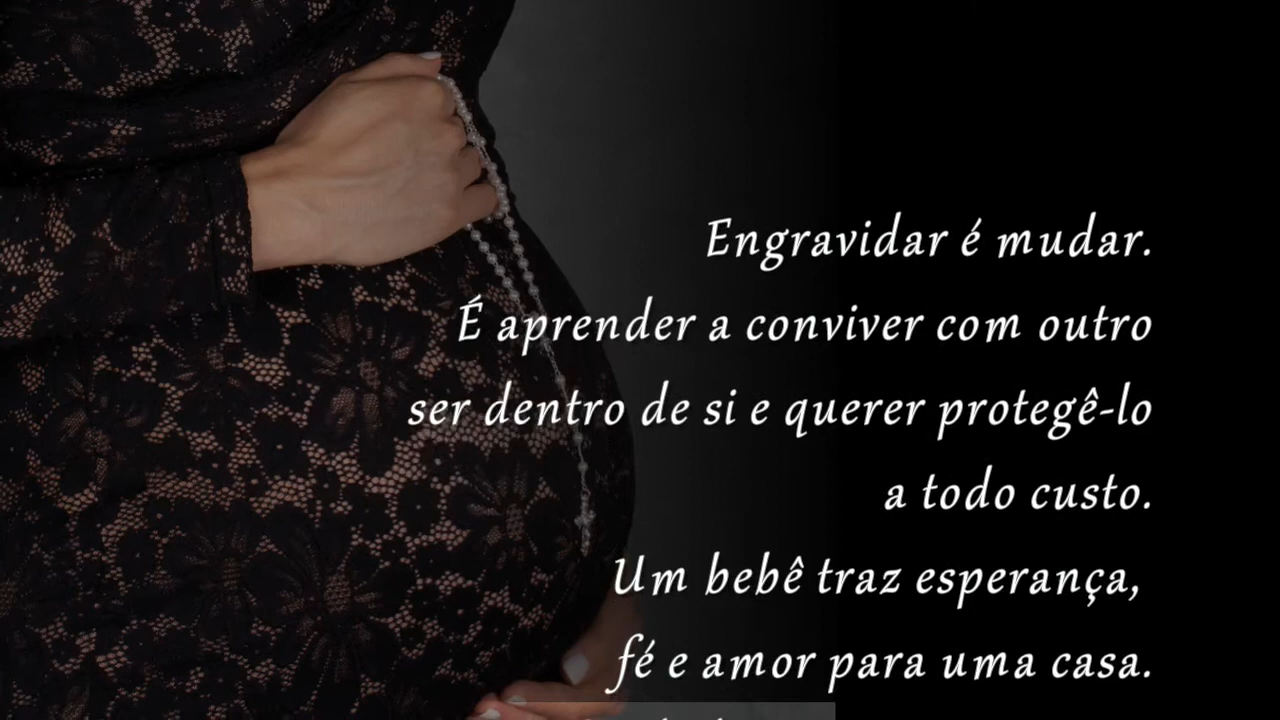 Engravidar é mudar.
É aprender a conviver com outro
ser dentro de si e querer protegê-lo
a todo custo.
Um bebê traz esperança,
fé e amor para uma casa.